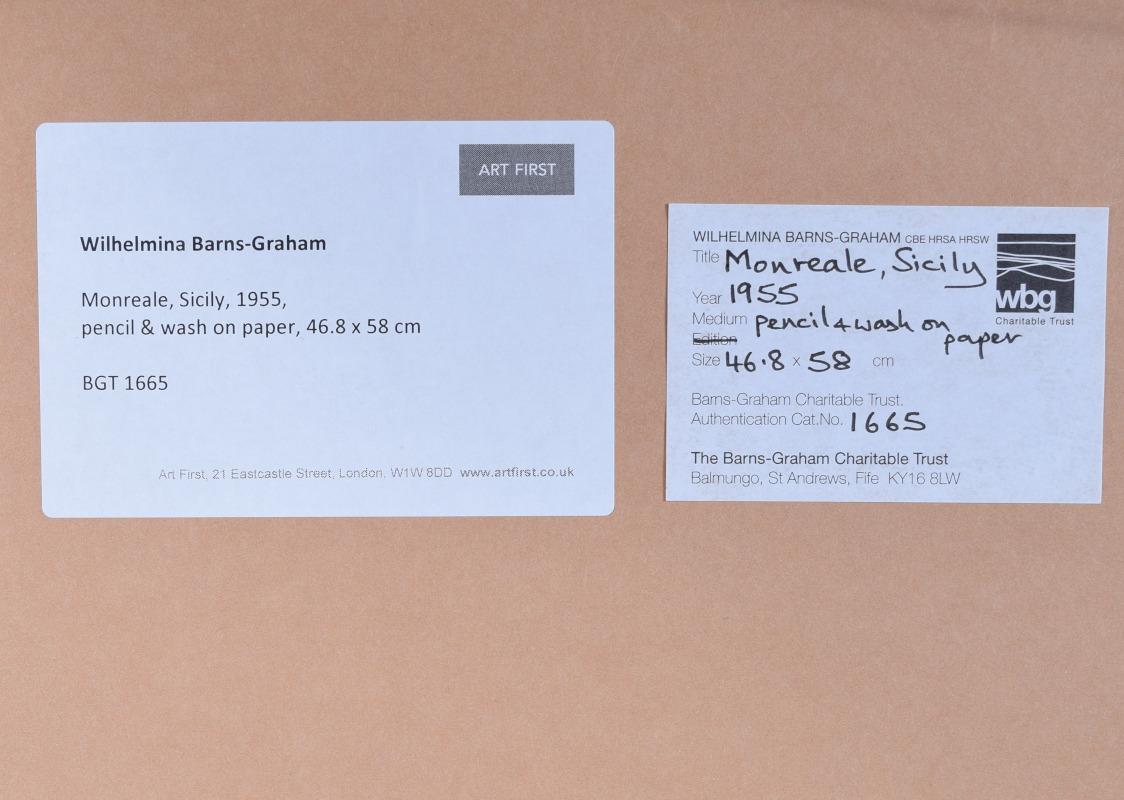 ART FIRST
Wilhelmina Barns-Graham
Monreale, Sicily, 1955,
pencil & wash on paper, 46.8 x 58 cm
BGT 1665
Art First, 21 Eastcastle Street, London, W1W 8DD www.artfirst.co.uk
WILHELMINA BARNS-GRAHAM CBE HRSA HRSW
Title Monreale, Sicily
Year 1955
Medium pencil & wash on
paper
Edition
Size 46.8 x 58 cm
wbg
Charitable Trust
Barns-Graham Charitable Trust.
Authentication Cat.No. 1665
The Barns-Graham Charitable Trust
Balmungo, St Andrews, Fife KY16 8LW